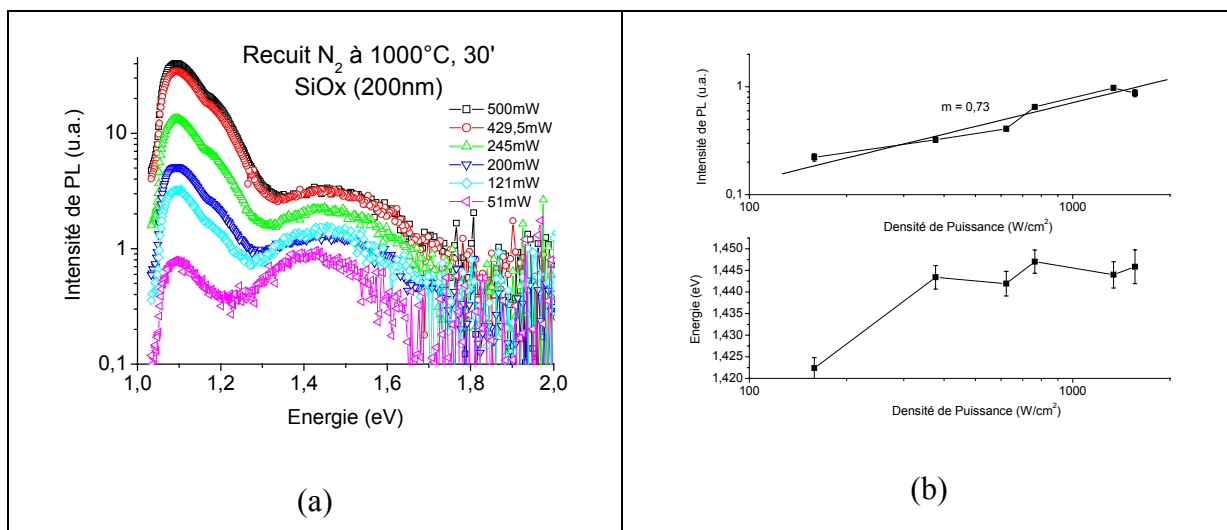 Recuit N2 à 1000°C, 30'
SiOx (200nm)
500mW
429,5mW
245mW
200mW
121mW
51mW
Intensité de PL (u.a.)
10
1
0,1
1,0 1,2 1,4 1,6 1,8 2,0
Energie (eV)
(a)
Intensité de PL (u.a.)
1
0,1
m = 0,73
100 1000
Densité de Puissance (W/cm2)
Energie (eV)
1,450
1,445
1,440
1,435
1,430
1,425
1,420
100 1000
Densité de Puissance (W/cm2)
(b)